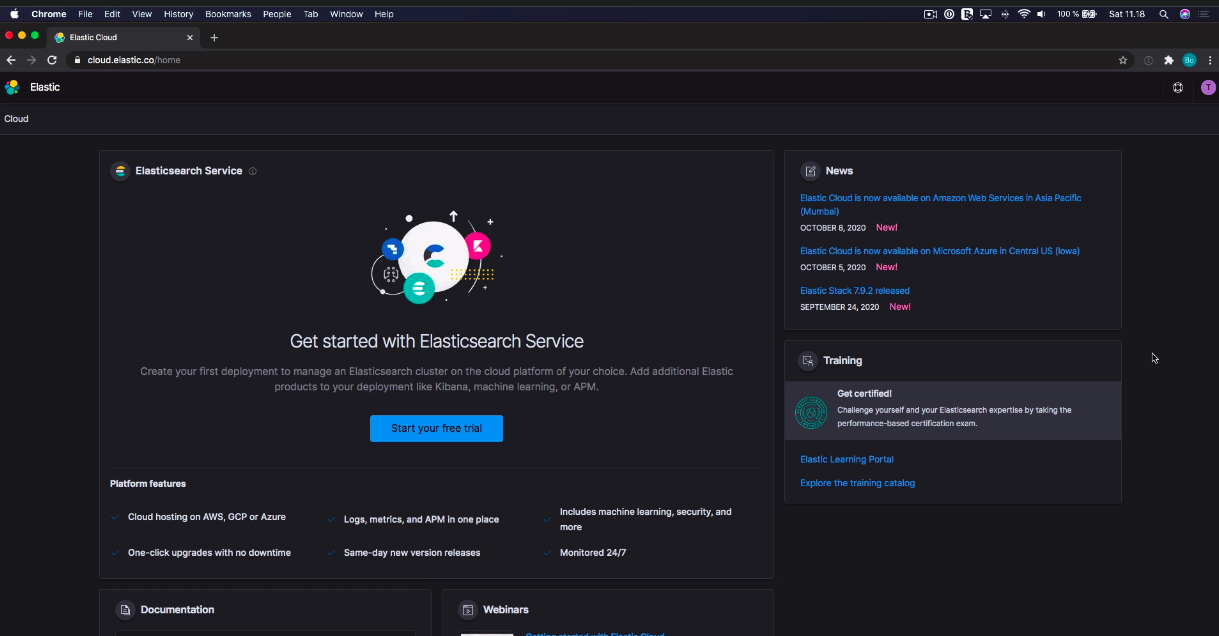 Chrome File Edit View History Bookmarks People Tab Window Help 100 % Sat 11.18
Elastic Cloud
cloud.elastic.co/home
Bo
Elastic
T
Cloud
Elasticsearch Service
Get started with Elasticsearch Service
Create your first deployment to manage an Elasticsearch cluster on the cloud platform of your choice. Add additional Elastic
products to your deployment like Kibana, machine learning, or APM.
Start your free trial
Platform features
Cloud hosting on AWS, GCP or Azure
Logs, metrics, and APM in one place
Includes machine learning, security, and
more
One-click upgrades with no downtime
Same-day new version releases
Monitored 24/7
Documentation
Webinars
Getting started with Elastic Cloud
News
Elastic Cloud is now available on Amazon Web Services in Asia Pacific
(Mumbai)
OCTOBER 8, 2020 New!
Elastic Cloud is now available on Microsoft Azure in Central US (Iowa)
OCTOBER 5, 2020 New!
Elastic Stack 7.9.2 released
SEPTEMBER 24, 2020 New!
Training
Get certified!
Challenge yourself and your Elasticsearch expertise by taking the
performance-based certification exam.
Elastic Learning Portal
Explore the training catalog